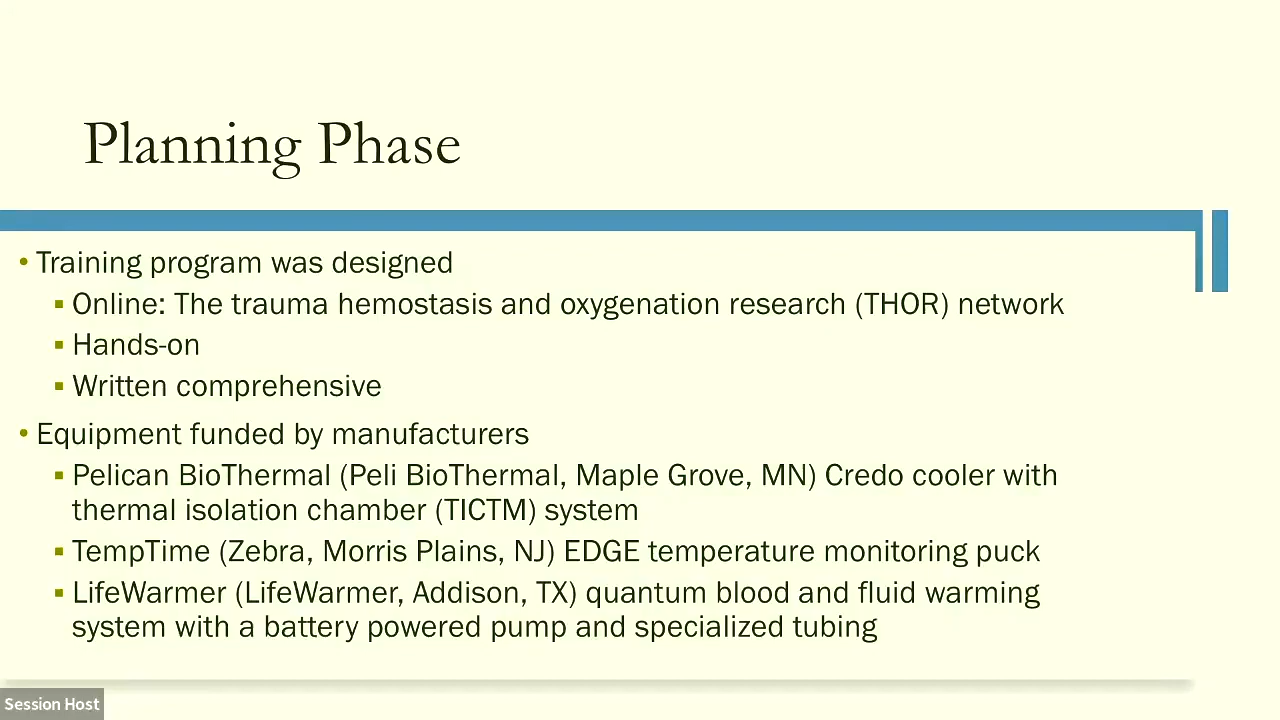 Planning Phase
• Training program was designed
▪ Online: The trauma hemostasis and oxygenation research (THOR) network
▪ Hands-on
▪ Written comprehensive
• Equipment funded by manufacturers
▪ Pelican BioThermal (Peli BioThermal, Maple Grove, MN) Credo cooler with
thermal isolation chamber (TICTM) system
▪ TempTime (Zebra, Morris Plains, NJ) EDGE temperature monitoring puck
▪ LifeWarmer (LifeWarmer, Addison, TX) quantum blood and fluid warming
system with a battery powered pump and specialized tubing
Session Host